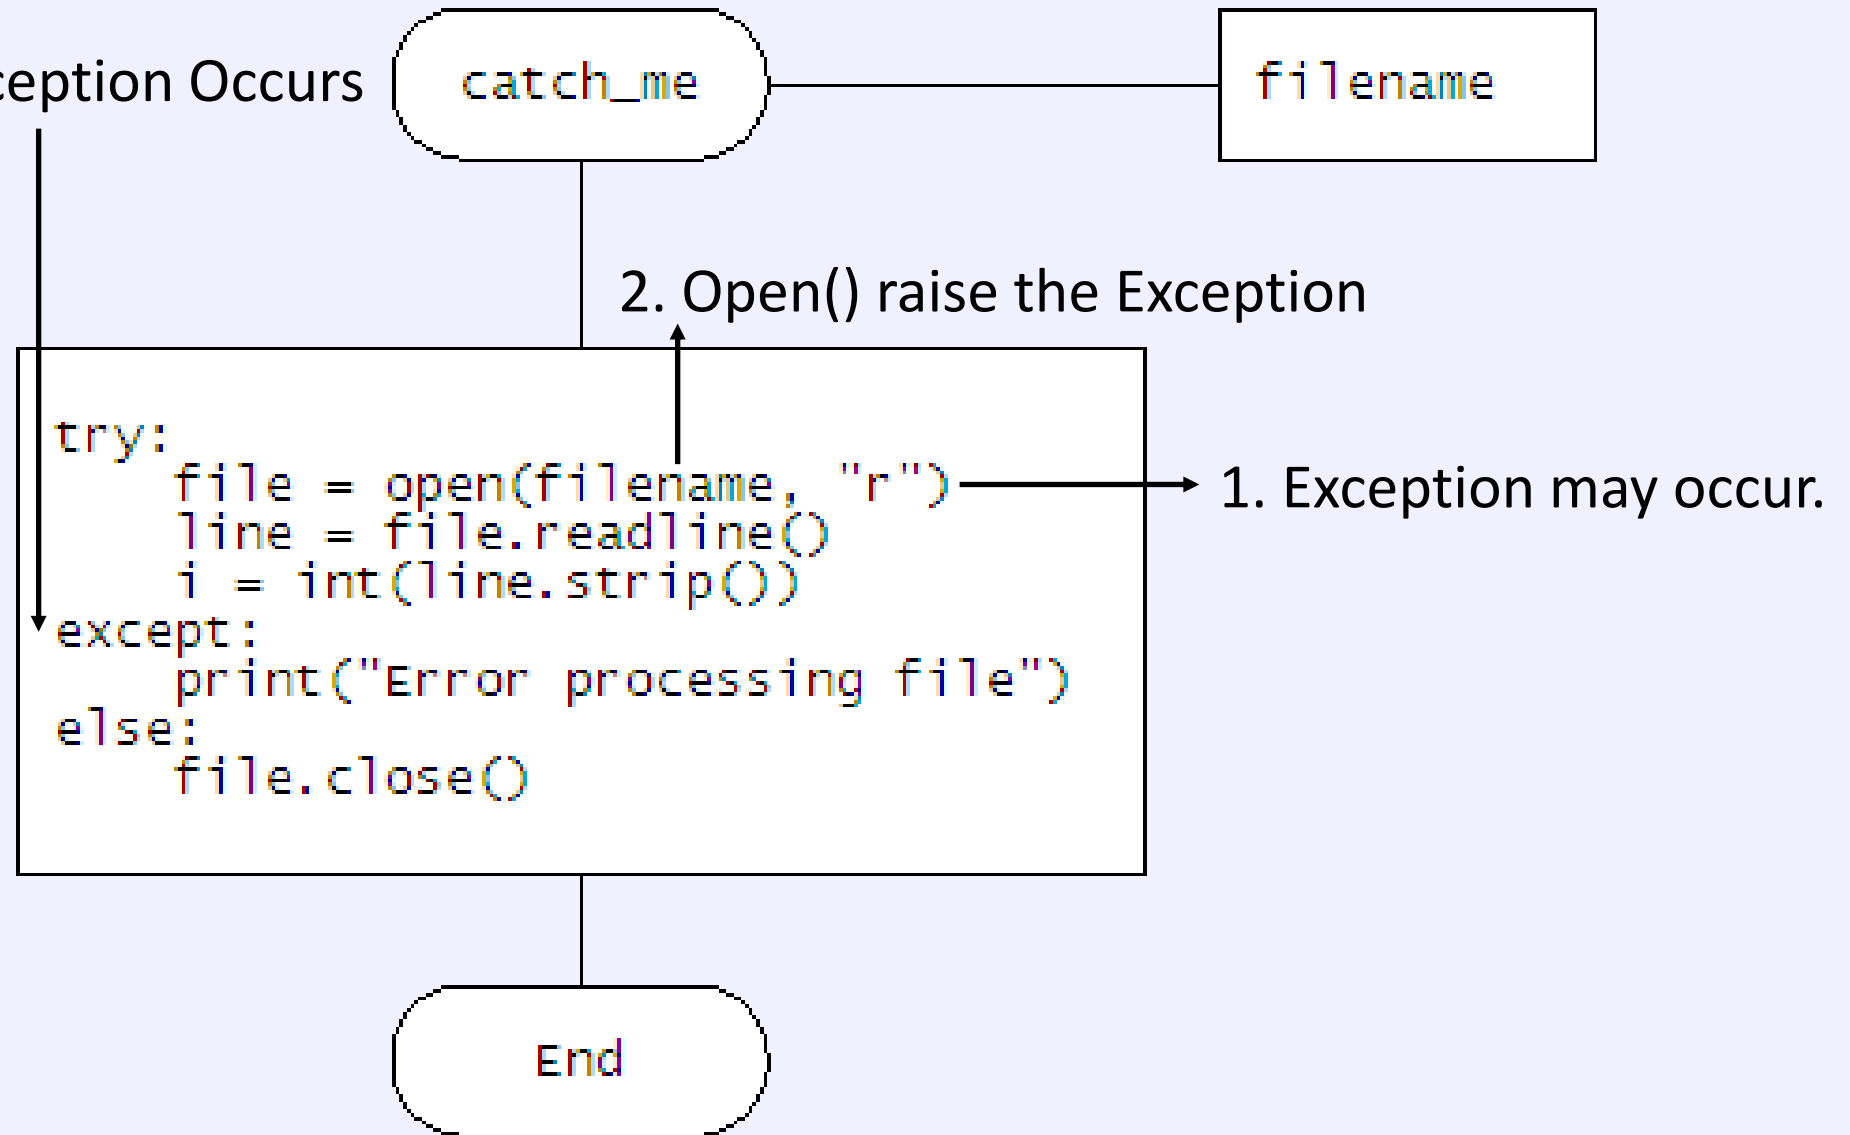 Occurs
catch_me
filename
2. Open() raise the Exception
try:
    file = open(filename, "r")
1. Exception may occur.
    line = file.readline()
    i = int(line.strip())
except:
    print("Error processing file")
else:
    file.close()
End